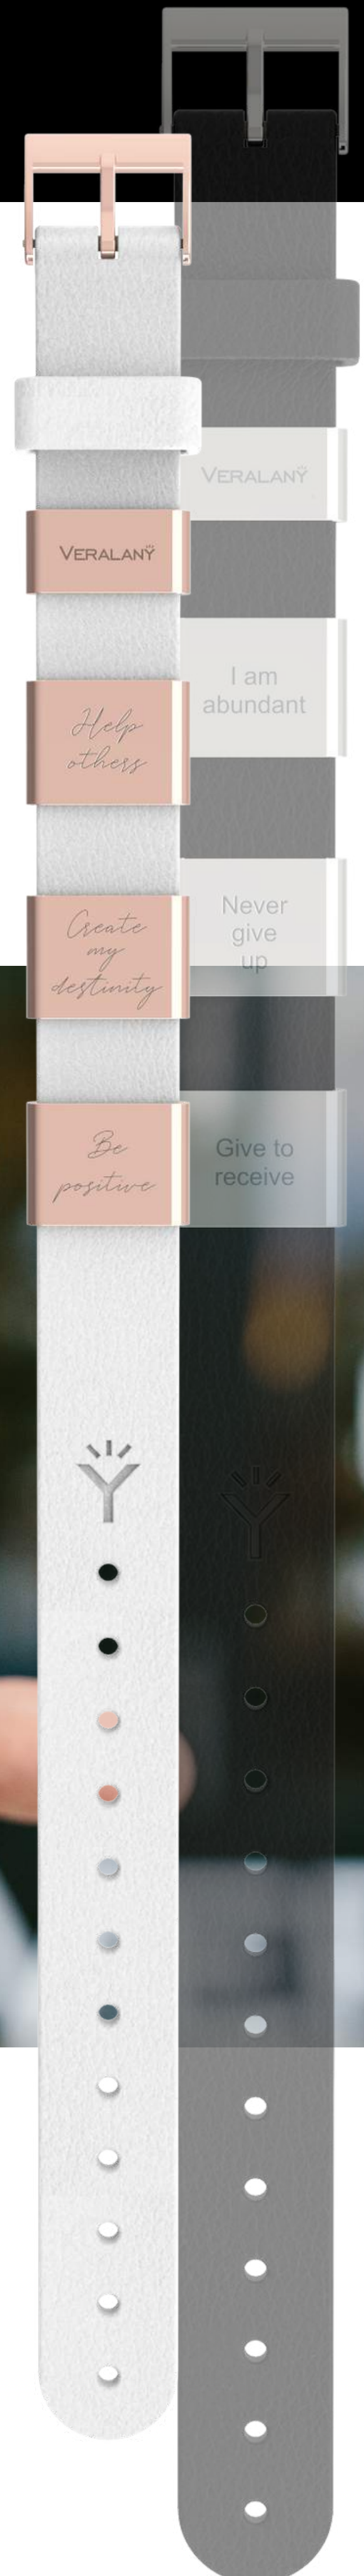 VERALANY
Help
others
Create
my
destinity
Be
positive
VERALANY
I am
abundant
Never
give
up
Give to
receive